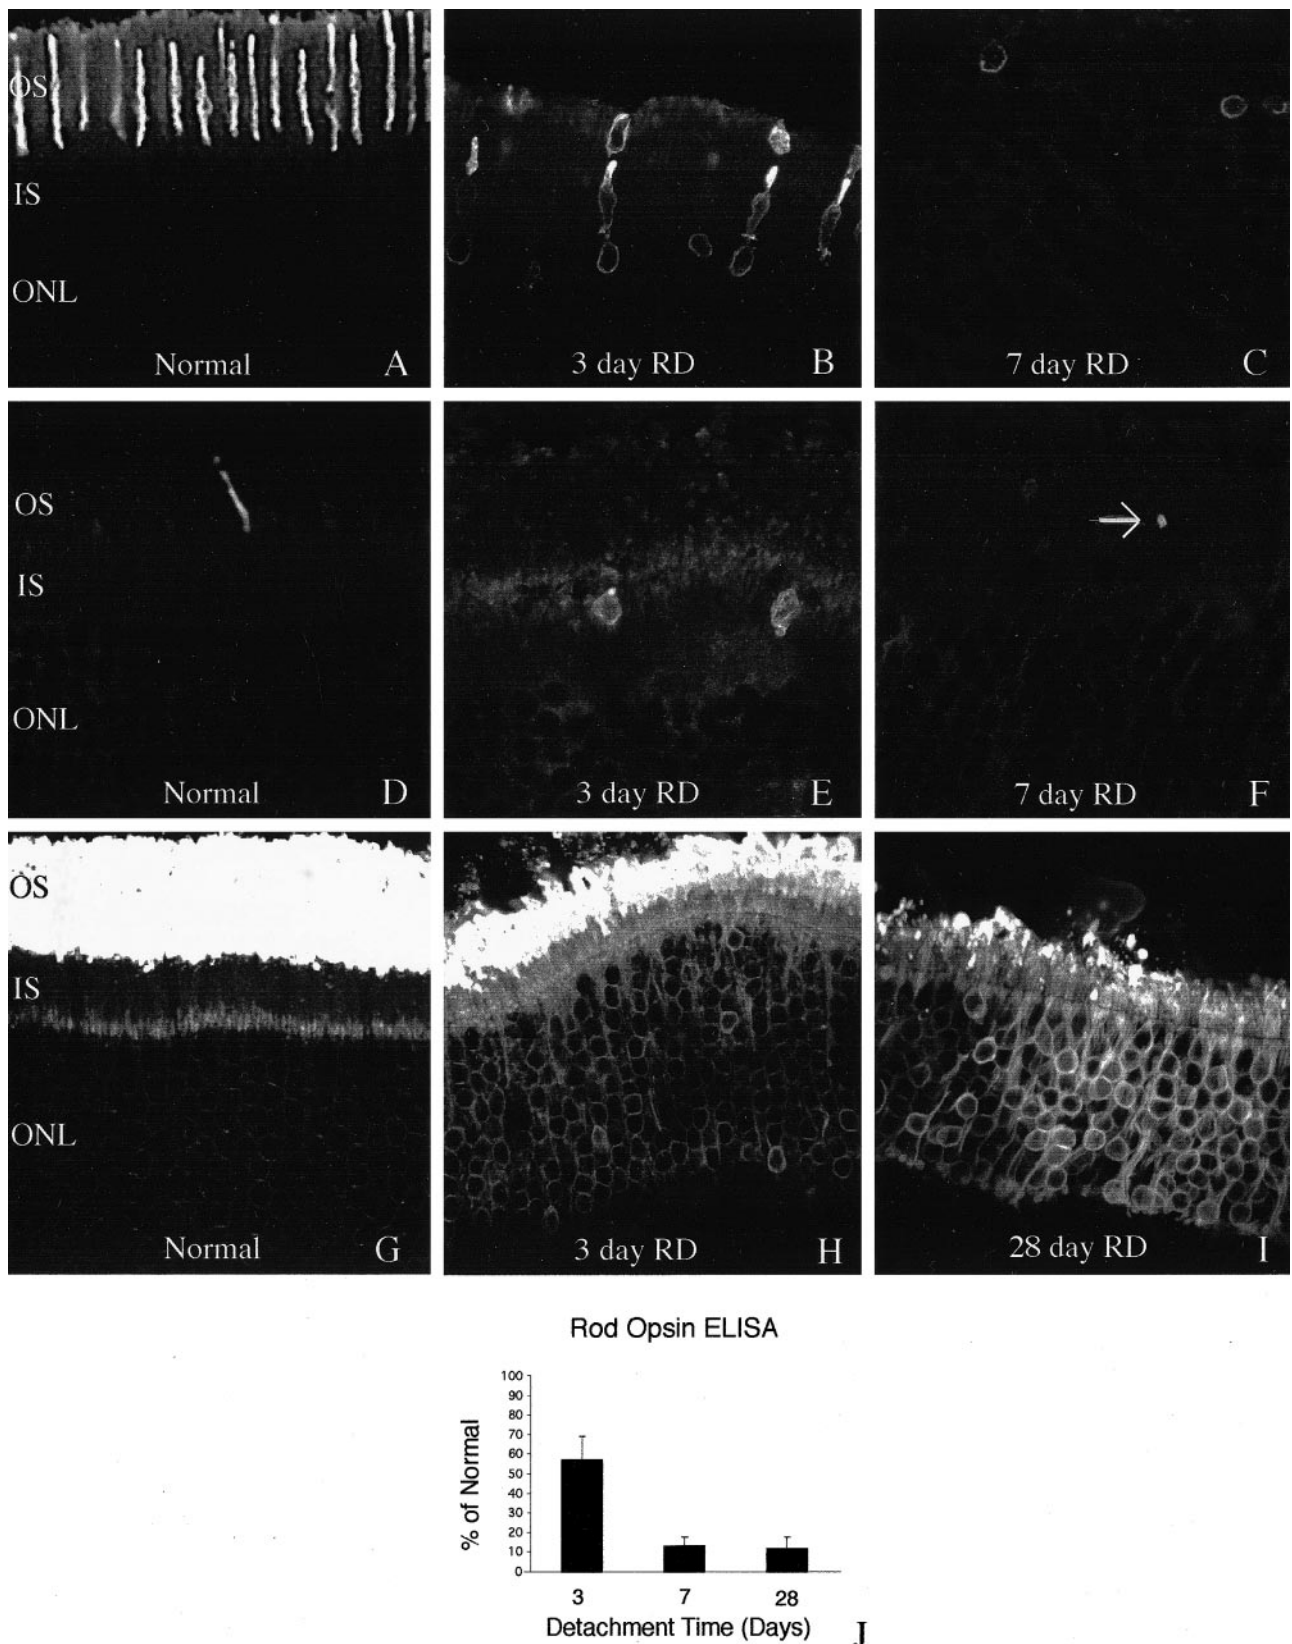 OS
IS
ONL
Normal A
3 day RD B
7 day RD C
OS
IS
ONL
Normal D
3 day RD E
7 day RD F
OS
IS
ONL
Normal G
3 day RD H
28 day RD I
Rod Opsin ELISA
% of Normal
100
90
80
70
60
50
40
30
20
10
0
3 7 28
Detachment Time (Days)
J